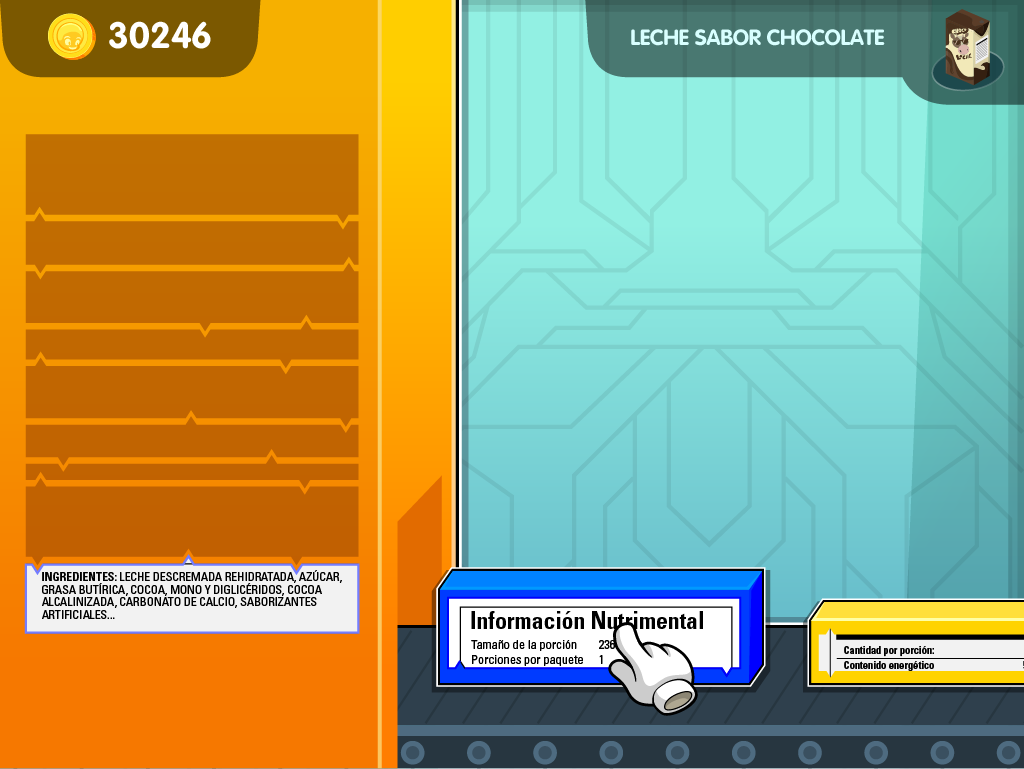 30246
LECHE SABOR CHOCOLATE
INGREDIENTES: LECHE DESCREMADA REHIDRATADA, AZÚCAR,
GRASA BUTÍRICA, COCOA, MONO Y DIGLICÉRIDOS, COCOA
ALCALINIZADA, CARBONATO DE CALCIO, SABORIZANTES
ARTIFICIALES...
Información Nutrimental
Tamaño de la porción 236
Porciones por paquete 1
Cantidad por porción:
Contenido energético